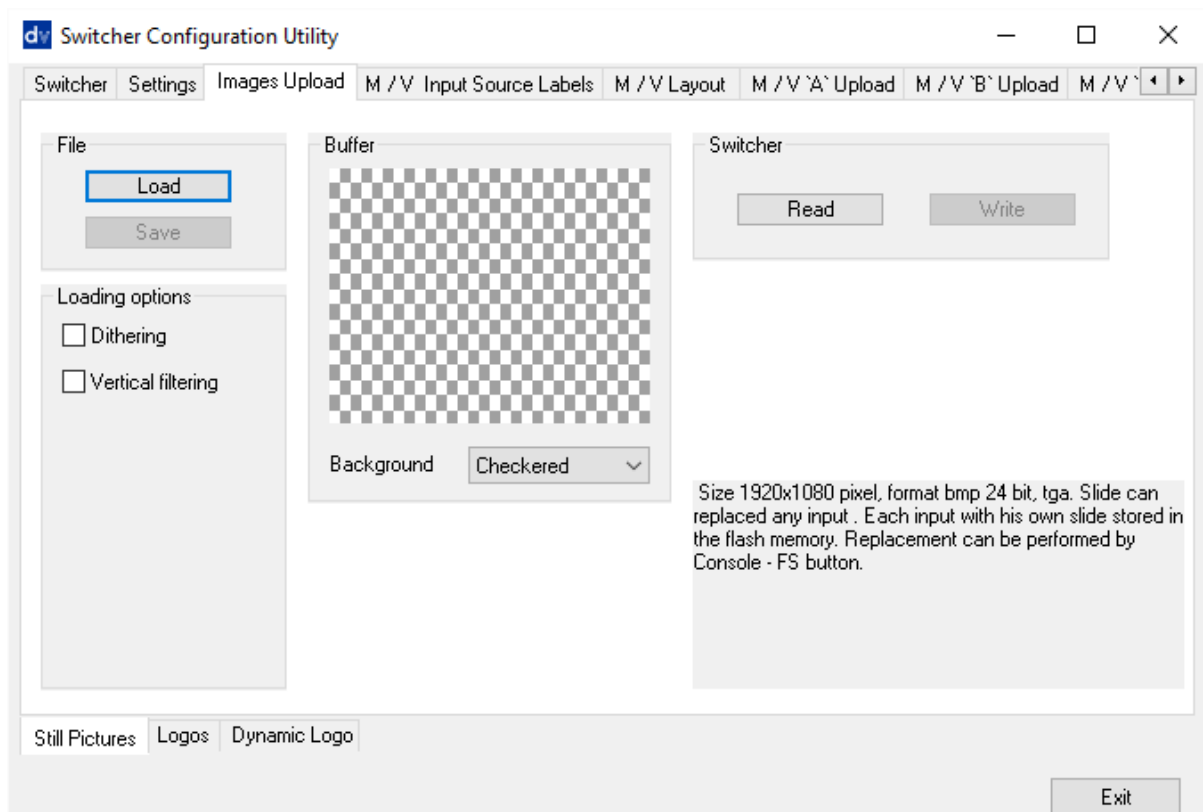 dv Switcher Configuration Utility
Switcher Settings Images Upload M / V Input Source Labels M / V Layout M / V `A` Upload M / V `B` Upload M / V `
File
Load
Save
Loading options
Dithering
Vertical filtering
Buffer
Background Checkered
Switcher
Read Write
Size 1920x1080 pixel, format bmp 24 bit, tga. Slide can
replaced any input . Each input with his own slide stored in
the flash memory. Replacement can be performed by
Console - FS button.
Still Pictures Logos Dynamic Logo
Exit